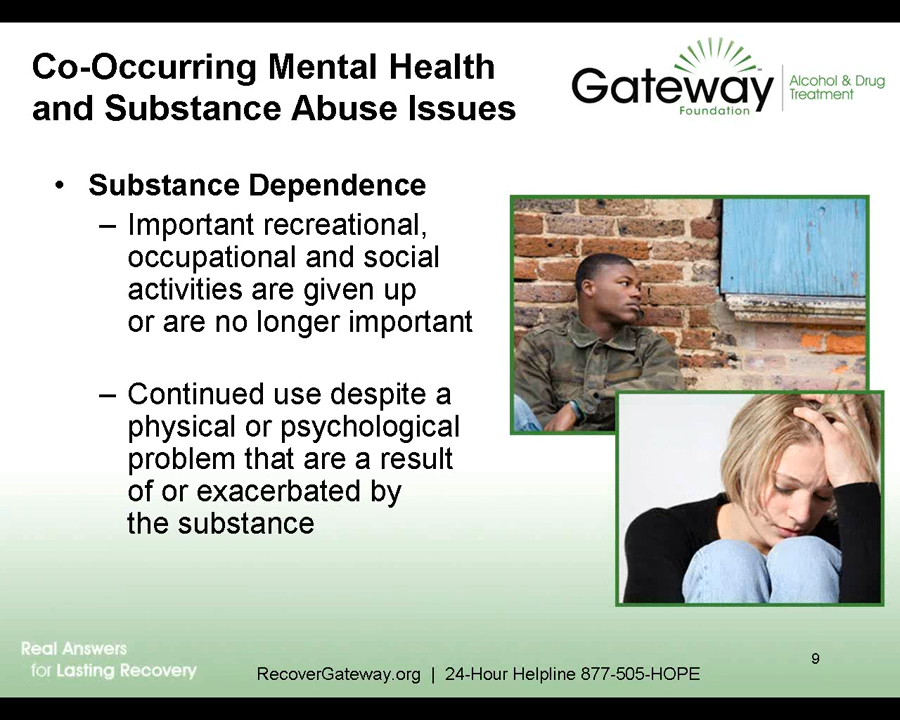 Co-Occurring Mental Health
and Substance Abuse Issues
Gateway
Foundation
Alcohol & Drug
Treatment
• Substance Dependence
– Important recreational,
occupational and social
activities are given up
or are no longer important
– Continued use despite a
physical or psychological
problem that are a result
of or exacerbated by
the substance
Real Answers
for Lasting Recovery
RecoverGateway.org | 24-Hour Helpline 877-505-HOPE
9